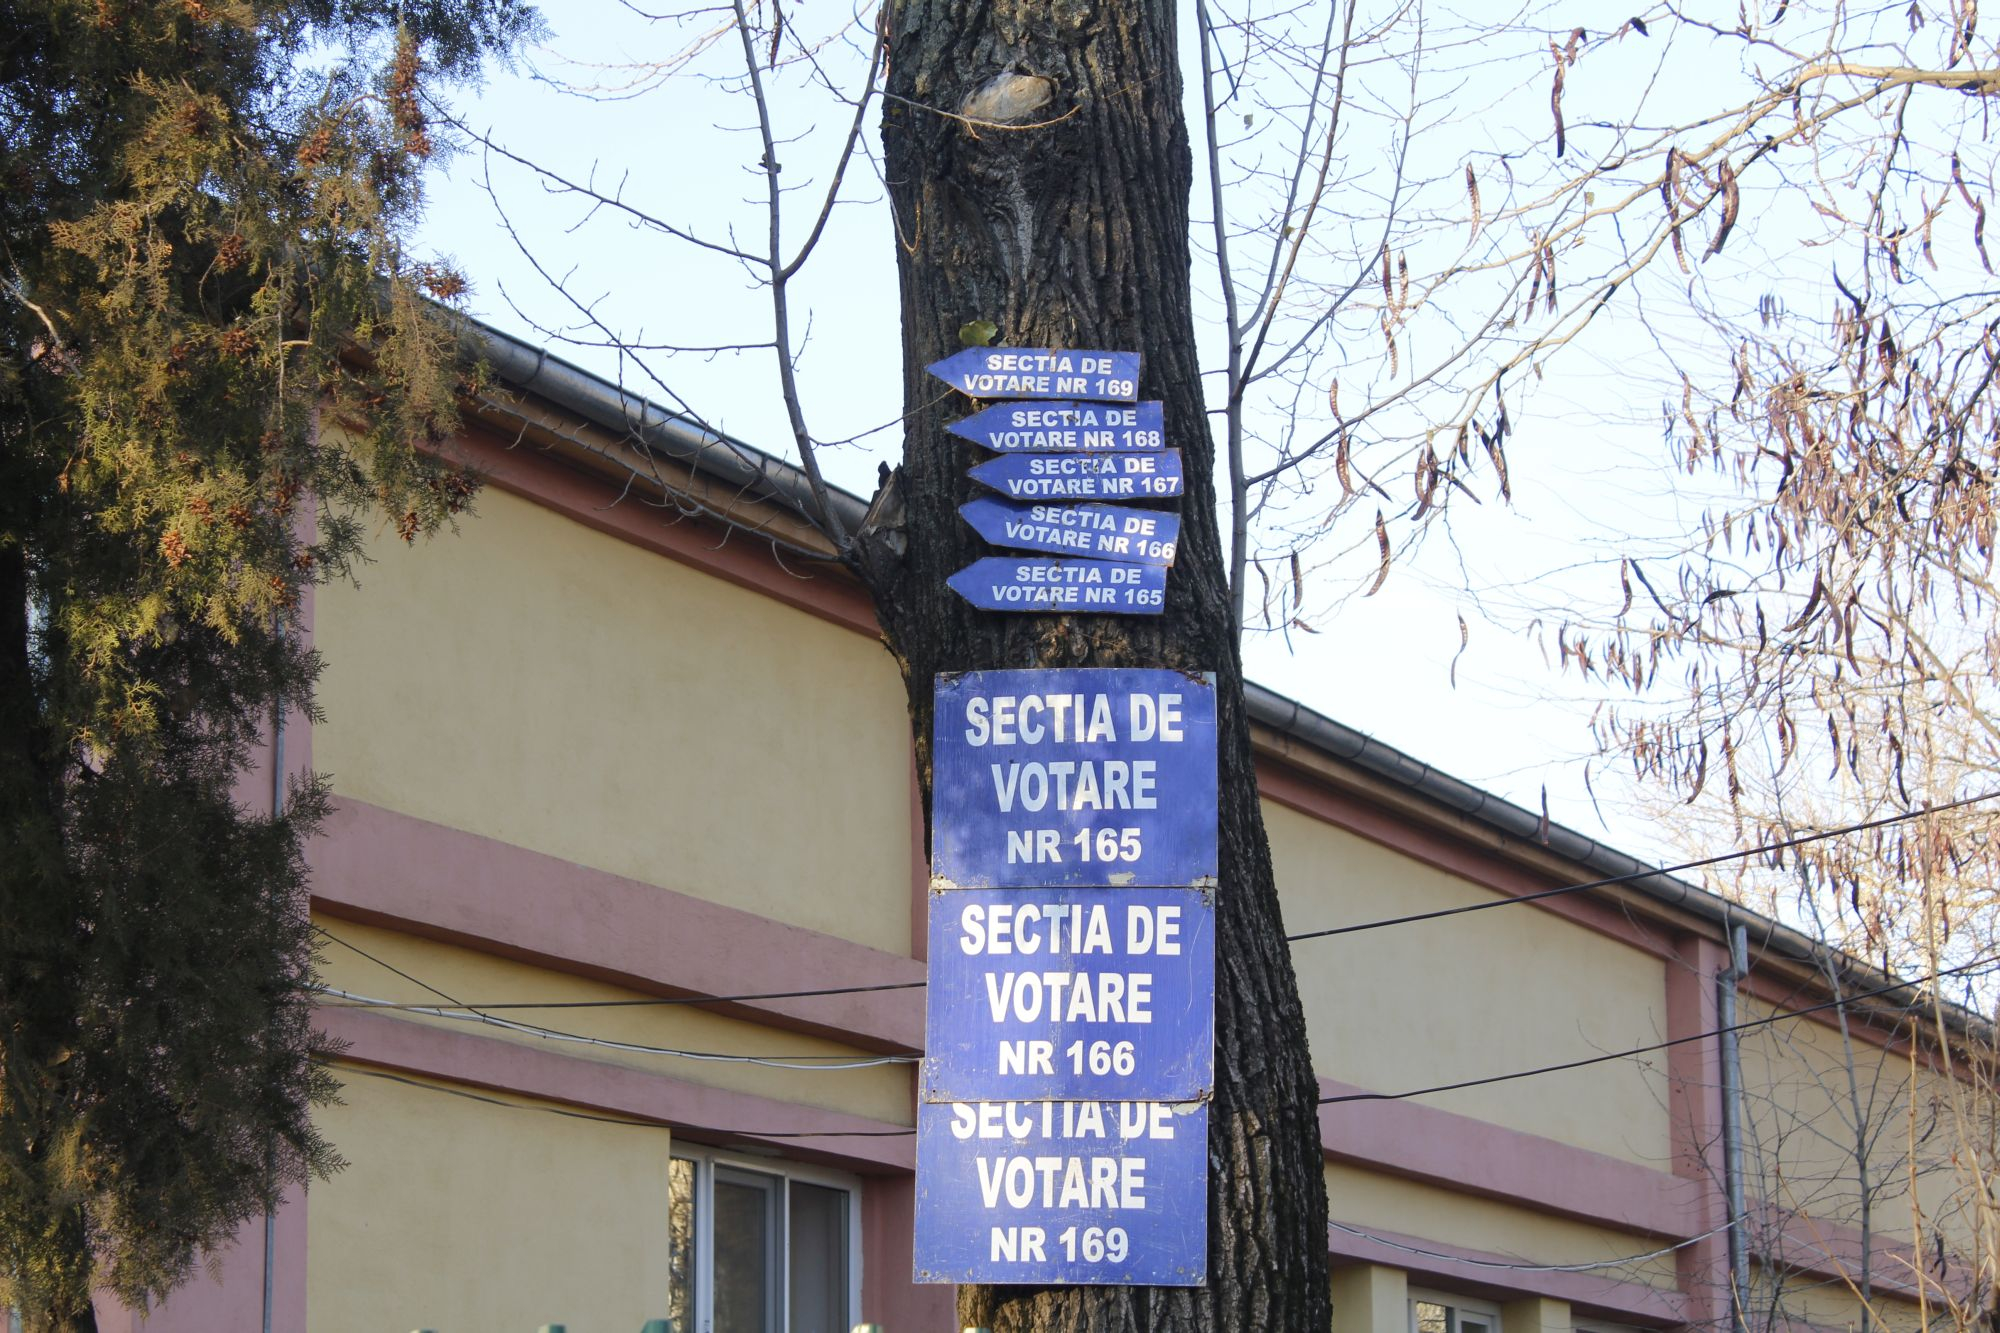 SECTIA DE
VOTARE NR 169
SECTIA DE
VOTARE NR 168
SECTIA DE
VOTARE NR 167
SECTIA DE
VOTARE NR 166
SECTIA DE
VOTARE NR 165
SECTIA DE
VOTARE
NR 165
SECTIA DE
VOTARE
NR 166
SECTIA DE
VOTARE
NR 169